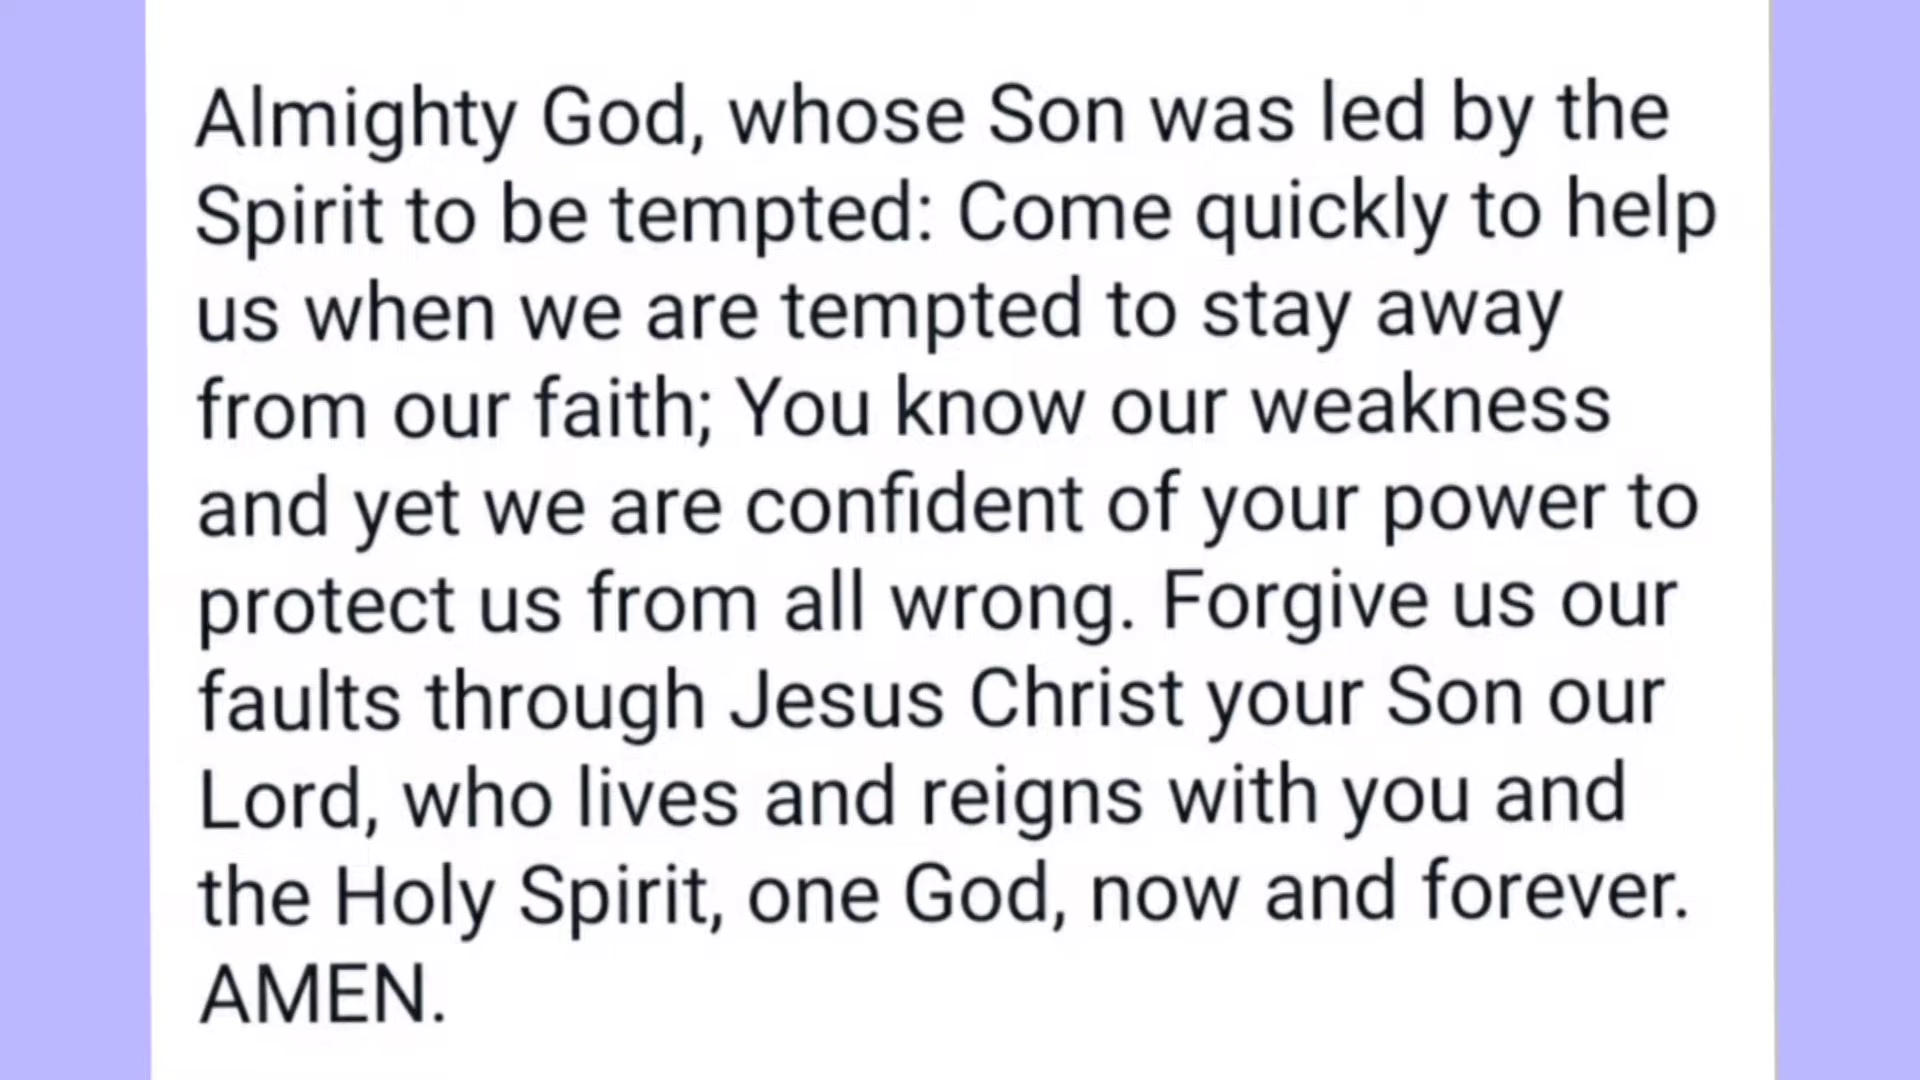 Almighty God, whose Son was led by the
Spirit to be tempted: Come quickly to help
us when we are tempted to stay away
from our faith; You know our weakness
and yet we are confident of your power to
protect us from all wrong. Forgive us our
faults through Jesus Christ your Son our
Lord, who lives and reigns with you and
the Holy Spirit, one God, now and forever.
AMEN.